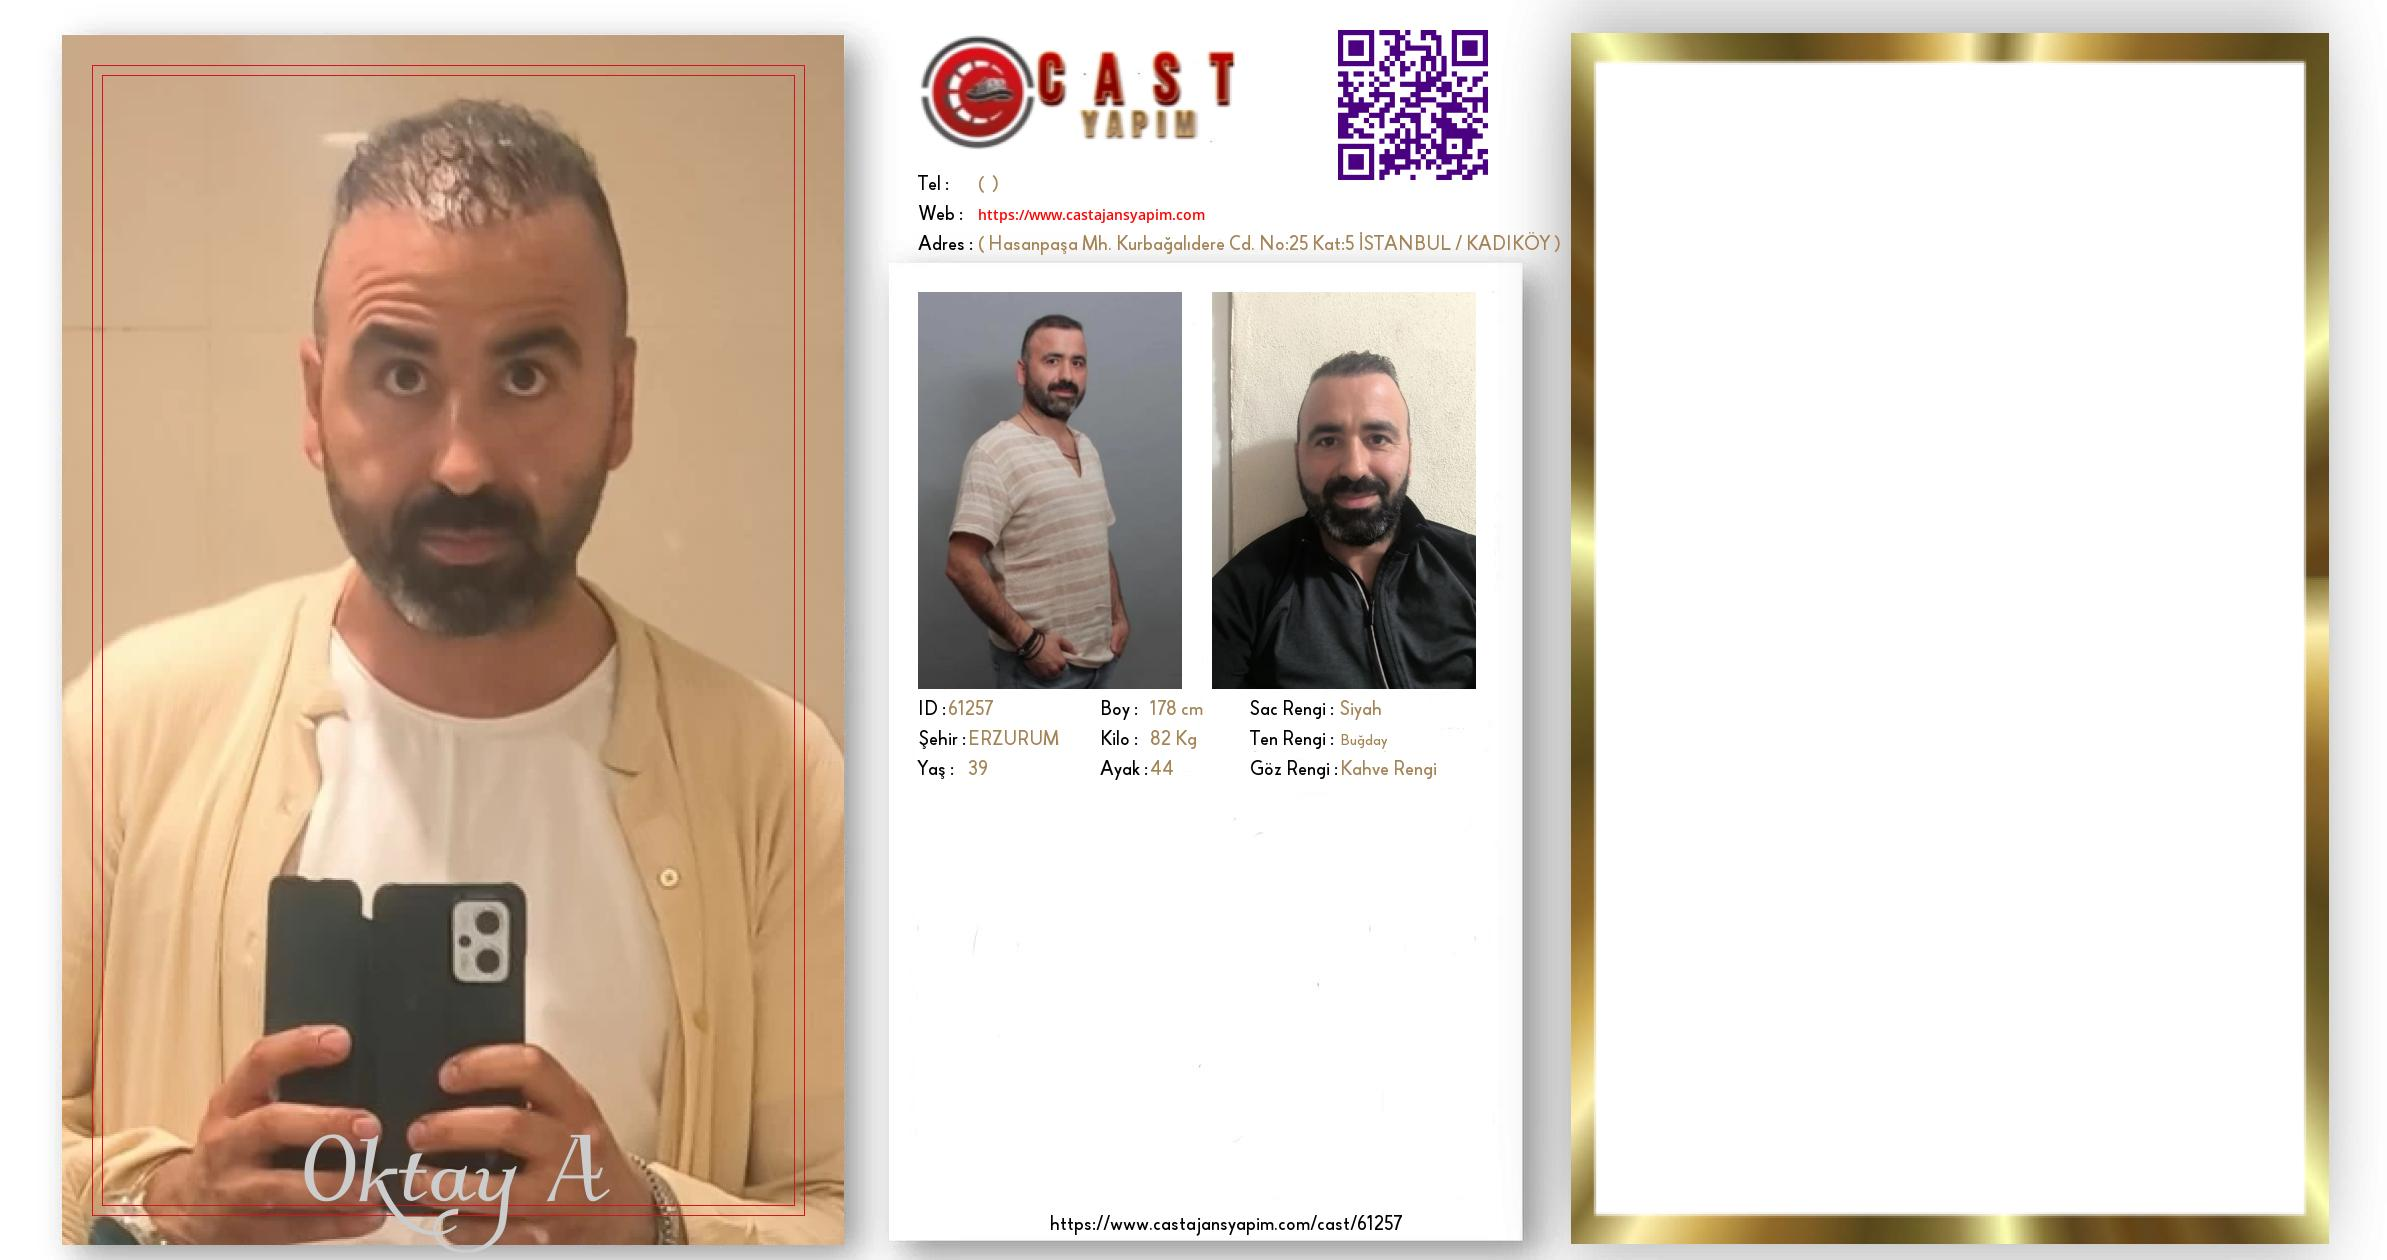 Oktay A
CAST
YAPIM
Tel : ( )
Web : https://www.castajansyapim.com
Adres : ( Hasanpaşa Mh. Kurbağalıdere Cd. No:25 Kat:5 İSTANBUL / KADIKÖY )
ID : 61257 Boy : 178 cm Sac Rengi : Siyah
Şehir : ERZURUM Kilo : 82 Kg Ten Rengi : Buğday
Yaş : 39 Ayak : 44 Göz Rengi : Kahve Rengi
https://www.castajansyapim.com/cast/61257